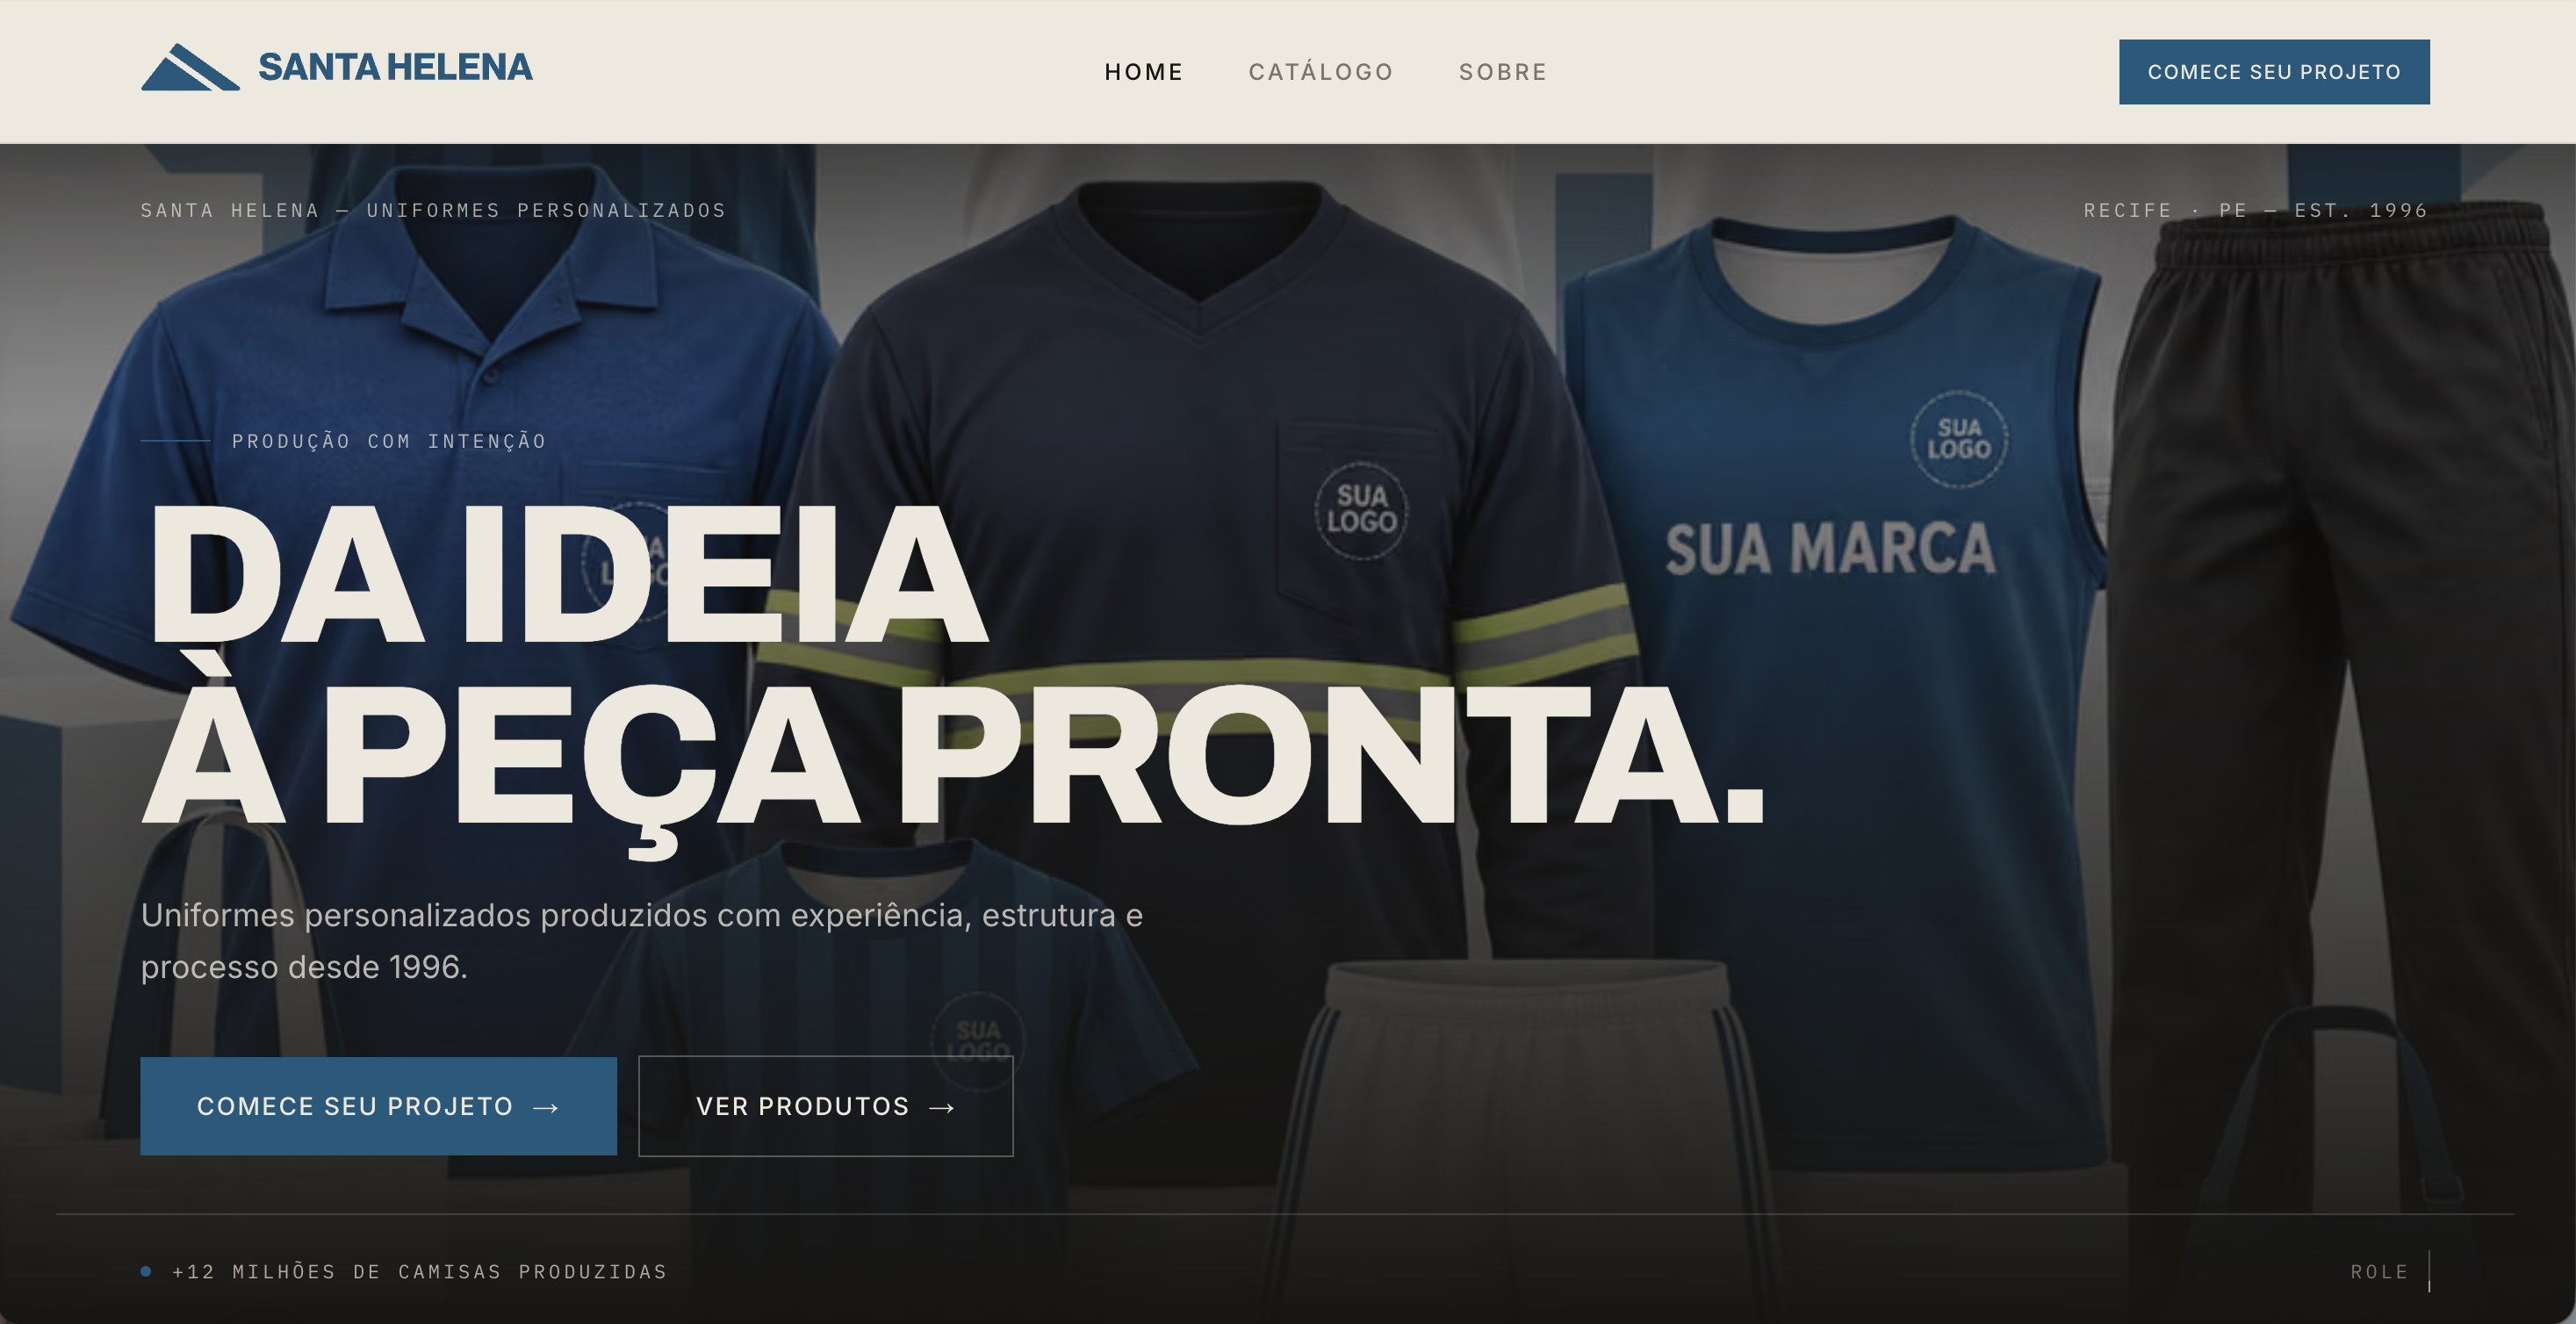 SANTA HELENA
HOME
CATÁLOGO
SOBRE
COMECE SEU PROJETO
SANTA HELENA — UNIFORMES PERSONALIZADOS
RECIFE · PE — EST. 1996
PRODUÇÃO COM INTENÇÃO
SUA
LOGO
SUA
LOGO
SUA MARCA
DA IDEIA
À PEÇA PRONTA.
Uniformes personalizados produzidos com experiência, estrutura e
processo desde 1996.
SUA
LOGO
COMECE SEU PROJETO →
VER PRODUTOS →
+12 MILHÕES DE CAMISAS PRODUZIDAS
ROLE